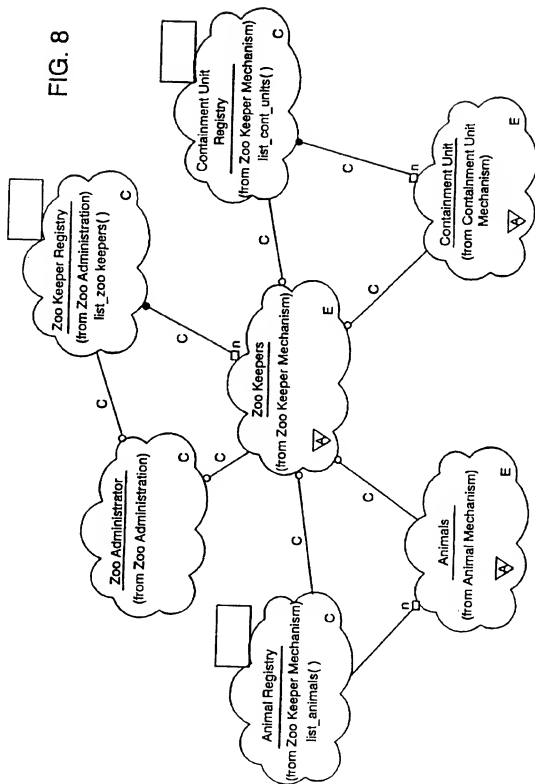 FIG. 8
Zoo Keeper Registry
(from Zoo Administration)
list_zoo keepers()
C
Containment Unit
Registry
(from Zoo Keeper Mechanism)
list_cont_units()
C
Zoo Administrator
(from Zoo Administration)
C
C
C
C
C
C
n
Zoo Keepers
(from Zoo Keeper Mechanism)
A
E
Animal Registry
(from Zoo Keeper Mechanism)
list_animals()
C
C
C
C
n
n
Animals
(from Animal Mechanism)
A
E
Containment Unit
(from Containment Unit
Mechanism)
A
E